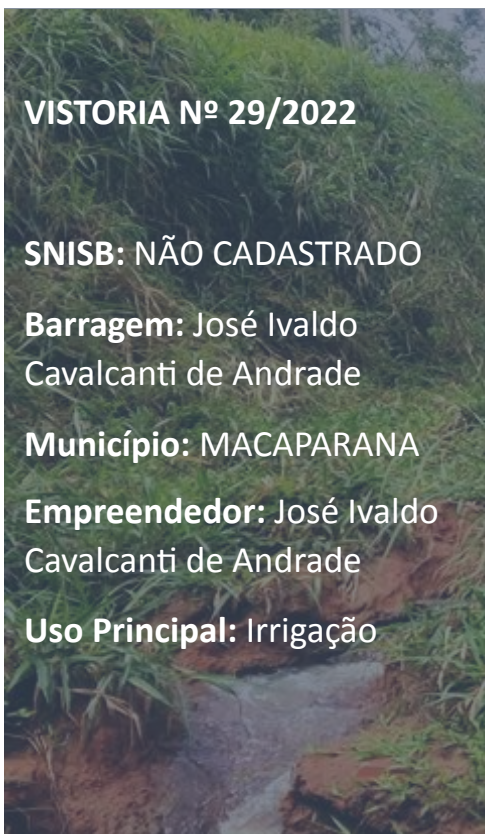 VISTORIA Nº 29/2022
SNISB: NÃO CADASTRADO
Barragem: José Ivaldo
Cavalcanti de Andrade
Município: MACAPARANA
Empreendedor: José Ivaldo
Cavalcanti de Andrade
Uso Principal: Irrigação